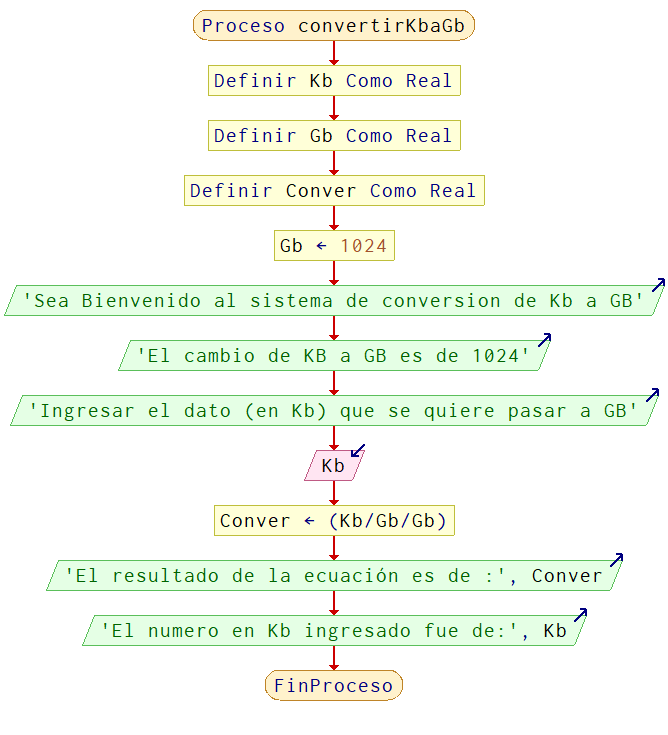 Proceso convertirKbaGb
Definir Kb Como Real
Definir Gb Como Real
Definir Conver Como Real
Gb ← 1024
'Sea Bienvenido al sistema de conversion de Kb a GB'
'El cambio de KB a GB es de 1024'
'Ingresar el dato (en Kb) que se quiere pasar a GB'
Kb
Conver ← (Kb/Gb/Gb)
'El resultado de la ecuación es de :', Conver
'El numero en Kb ingresado fue de:', Kb
FinProceso